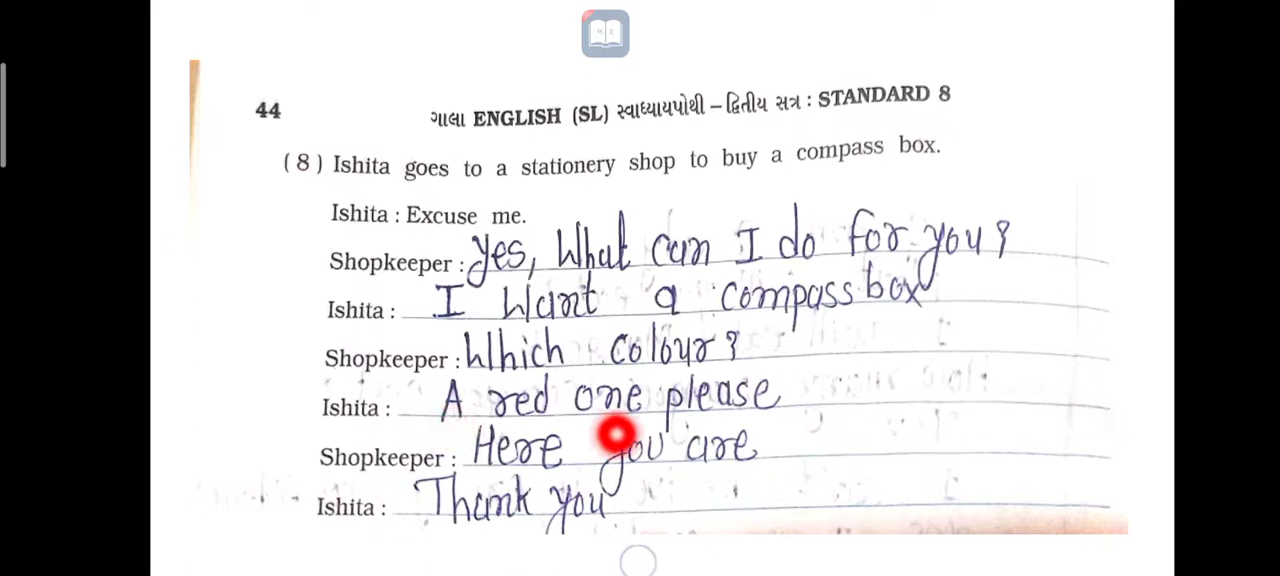 44
ગાલા ENGLISH (SL) સ્વાધ્યાયપોથી – દ્વિતીય સત્ર : STANDARD 8
(8) Ishita goes to a stationery shop to buy a compass box.
Ishita : Excuse me.
Shopkeeper : Yes, What can I do for you?
Ishita : I Want a compass box
Shopkeeper : Which colour?
Ishita : A red one please
Shopkeeper : Here you are
Ishita : Thank you